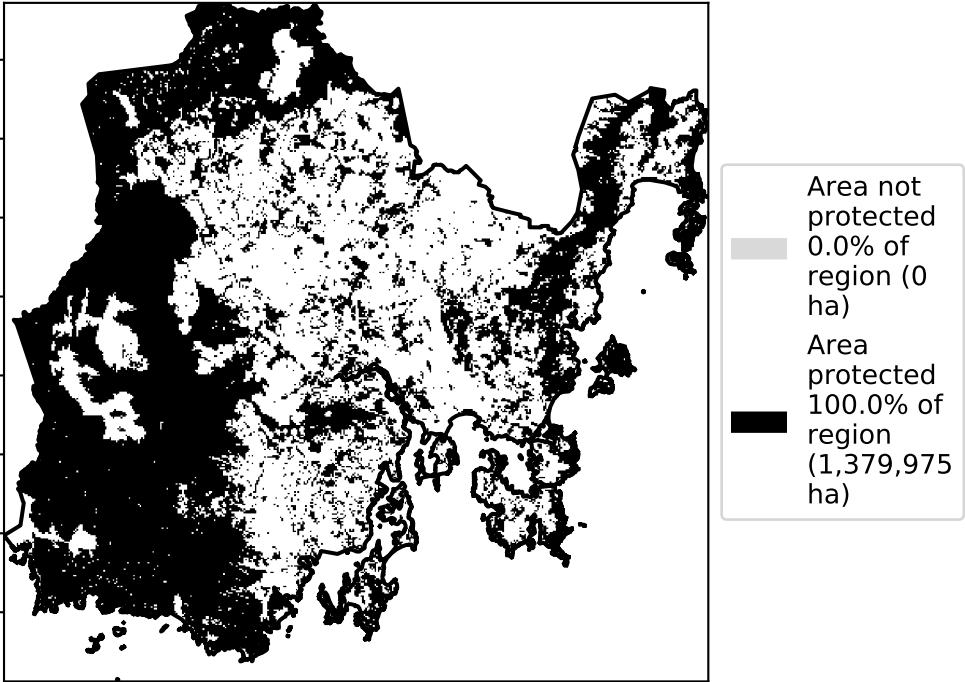 Area not
protected
0.0% of
region (0
ha)
Area
protected
100.0% of
region
(1,379,975
ha)